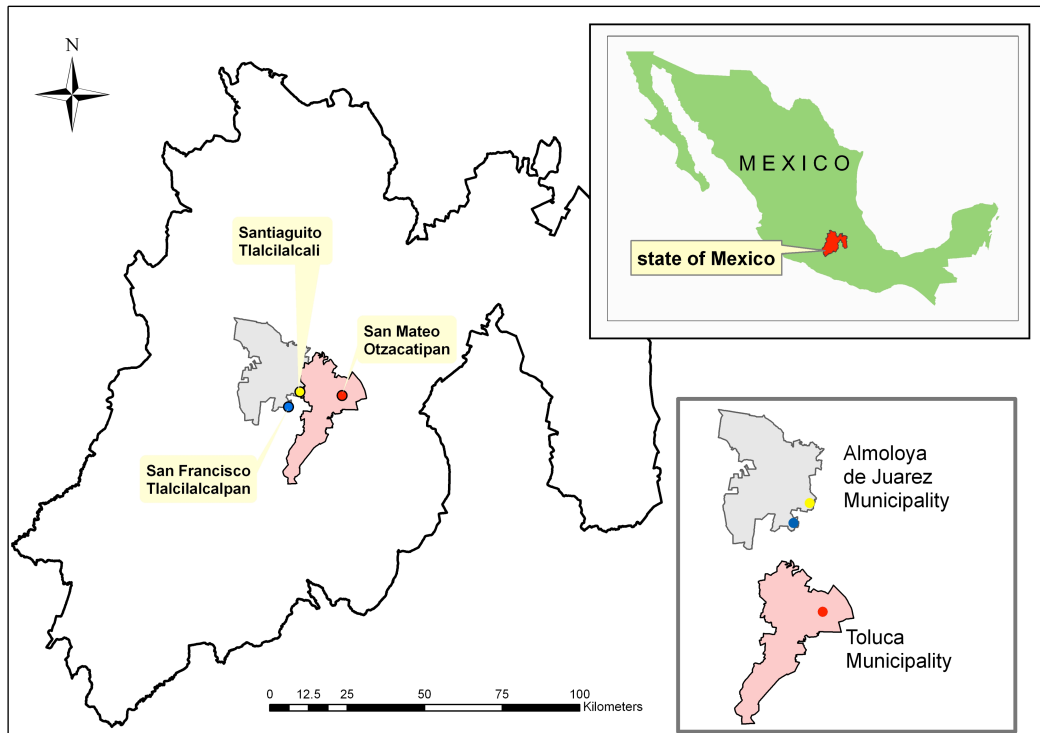 N
MEXICO
state of Mexico
Santiaguito
Tlalcilalcali
San Mateo
Otzacatipan
San Francisco
Tlalcilalcalpan
Almoloya
de Juarez
Municipality
Toluca
Municipality
0 12.5 25 50 75 100
Kilometers